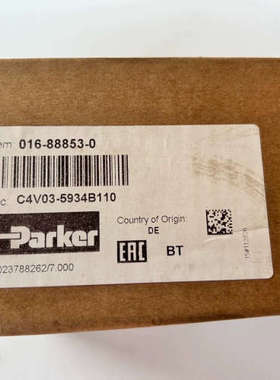 em 016-88853-0
c C4V03-5934B110
Parker
Country of Origin:
DE
EAC BT
023788262/7.000